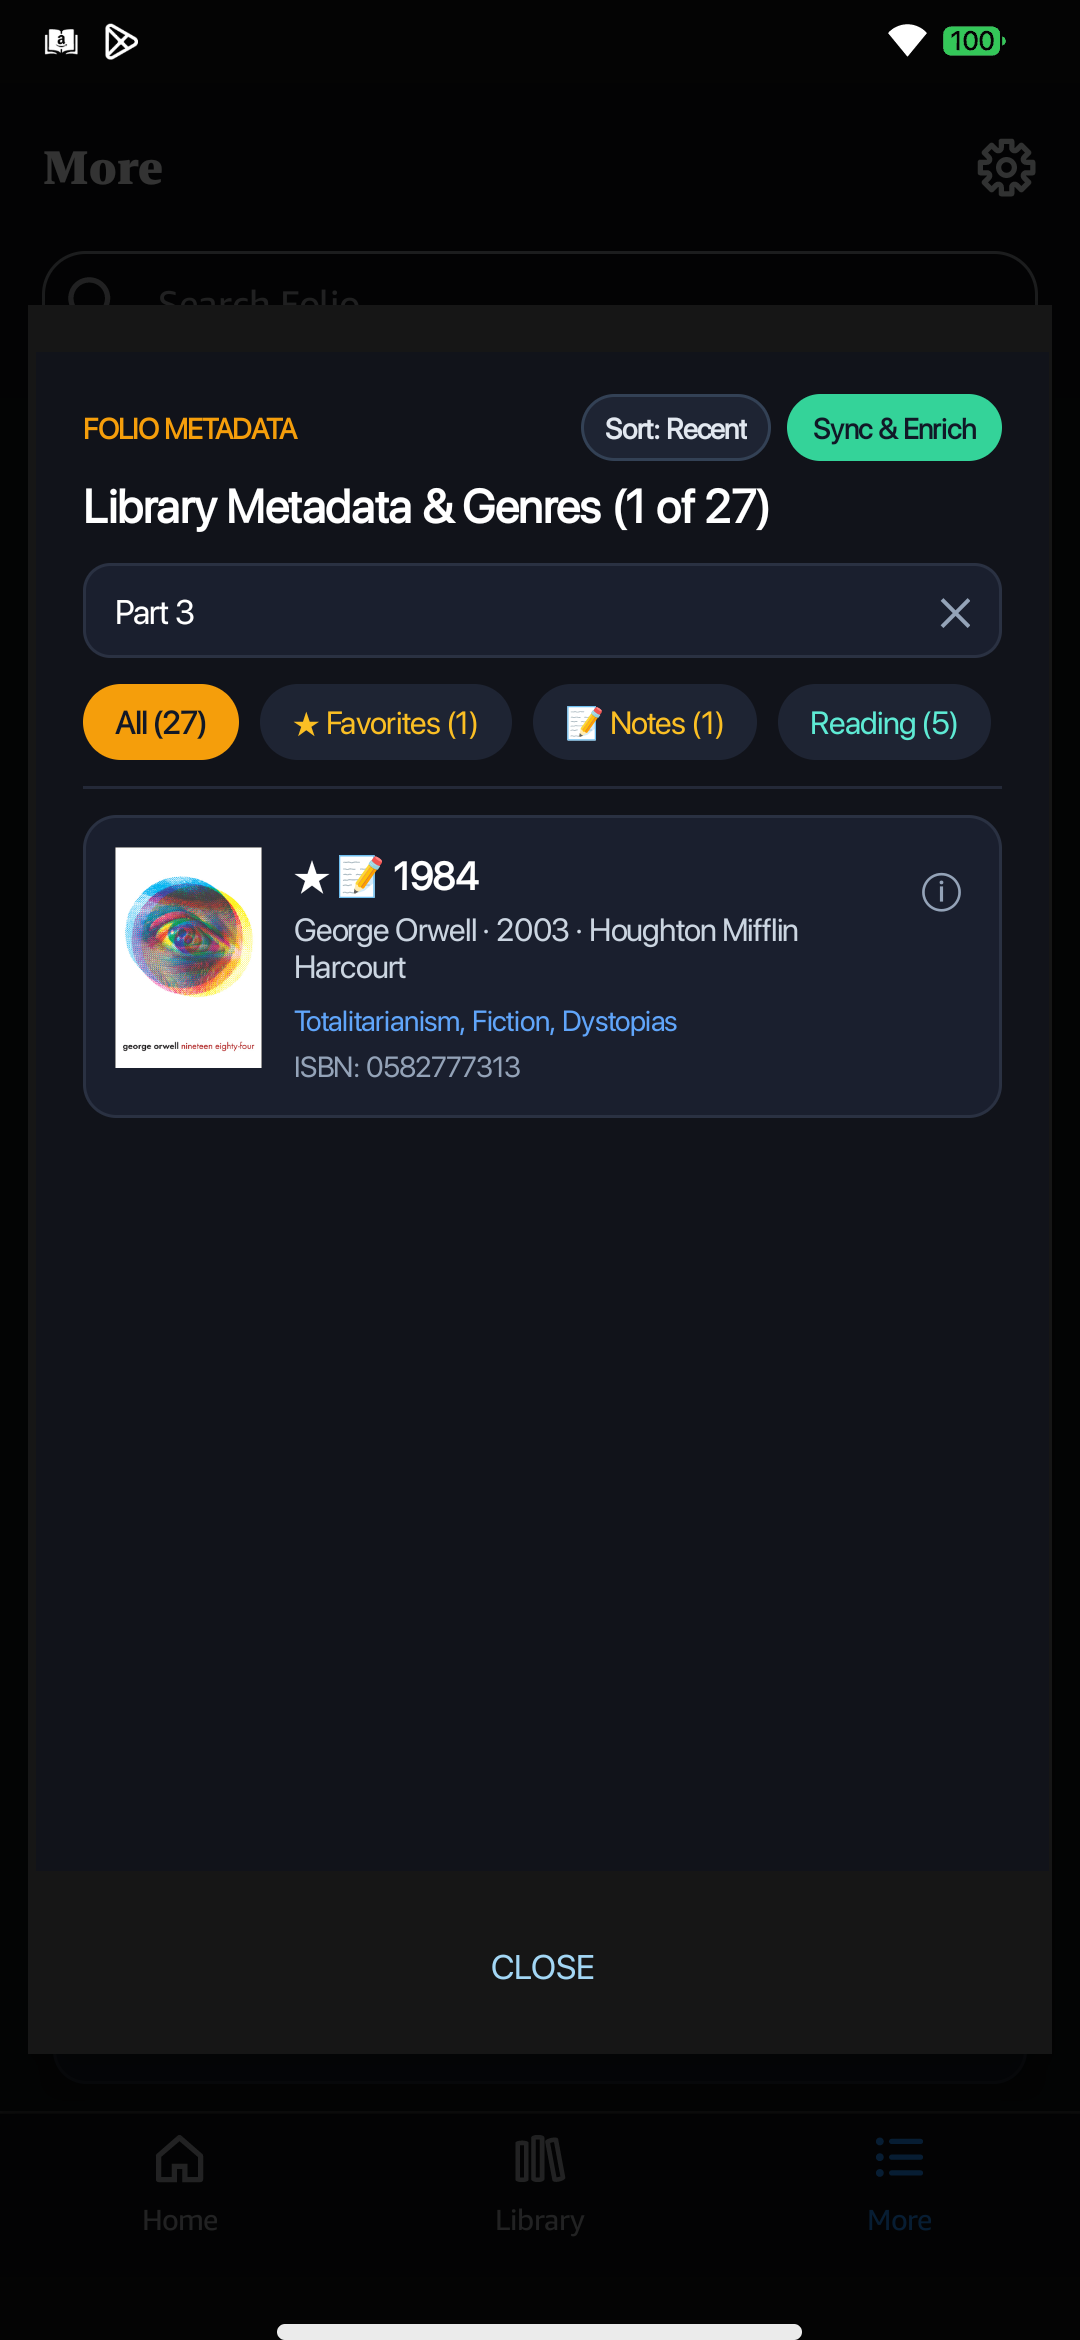 100
More
Search Folio
FOLIO METADATA
Sort: Recent
Sync & Enrich
Library Metadata & Genres (1 of 27)
Part 3
All (27)
★ Favorites (1)
📝 Notes (1)
Reading (5)
★ 📝 1984
George Orwell · 2003 · Houghton Mifflin
Harcourt
Totalitarianism, Fiction, Dystopias
ISBN: 0582777313
george orwell nineteen eighty-four
CLOSE
Home
Library
More